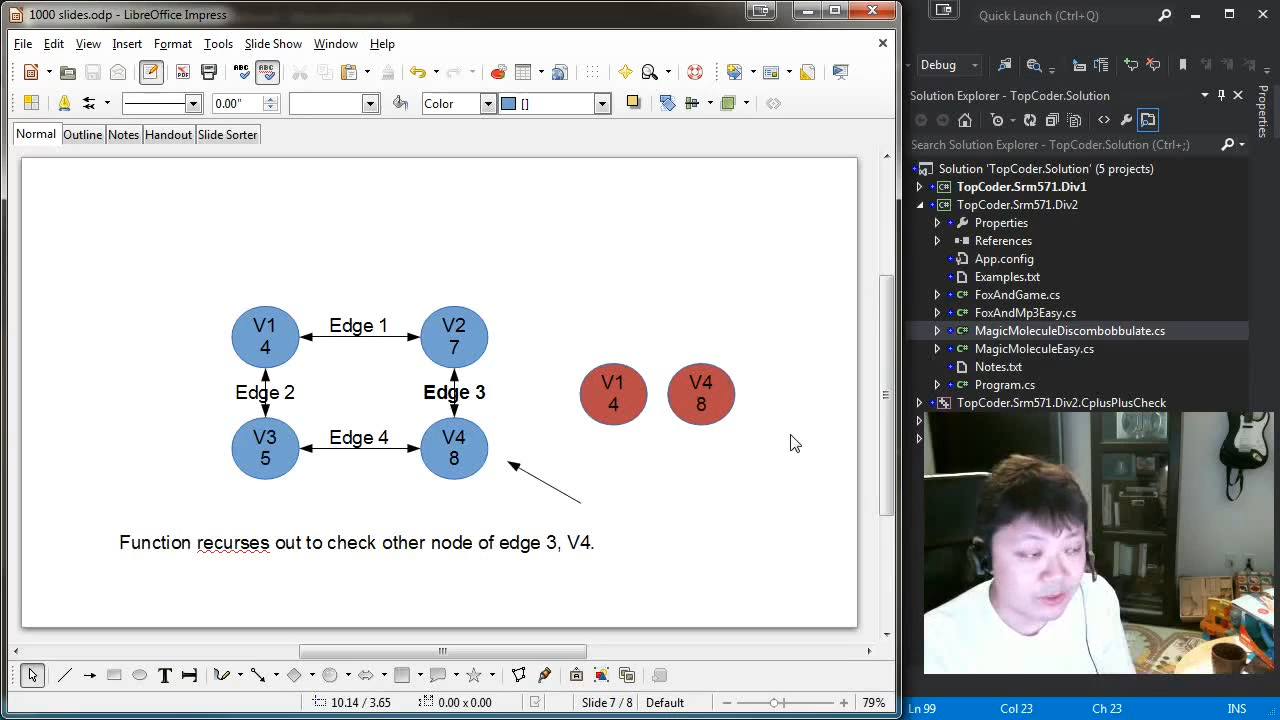 1000 slides.odp - LibreOffice Impress
File Edit View Insert Format Tools Slide Show Window Help
0.00" Color []
Normal Outline Notes Handout Slide Sorter
V1
4
Edge 1
V2
7
Edge 2
Edge 3
V1
4
V4
8
V3
5
Edge 4
V4
8
Function recurses out to check other node of edge 3, V4.
10.14 / 3.65 0.00 x 0.00 Slide 7 / 8 Default 79%
Quick Launch (Ctrl+Q)
Debug
Solution Explorer - TopCoder.Solution
Search Solution Explorer - TopCoder.Solution (Ctrl+;)
Solution 'TopCoder.Solution' (5 projects)
TopCoder.Srm571.Div1
TopCoder.Srm571.Div2
Properties
References
App.config
Examples.txt
FoxAndGame.cs
FoxAndMp3Easy.cs
MagicMoleculeDiscombobbulate.cs
MagicMoleculeEasy.cs
Notes.txt
Program.cs
TopCoder.Srm571.Div2.CplusPlusCheck
Properties
Ln 99 Col 23 Ch 23 INS